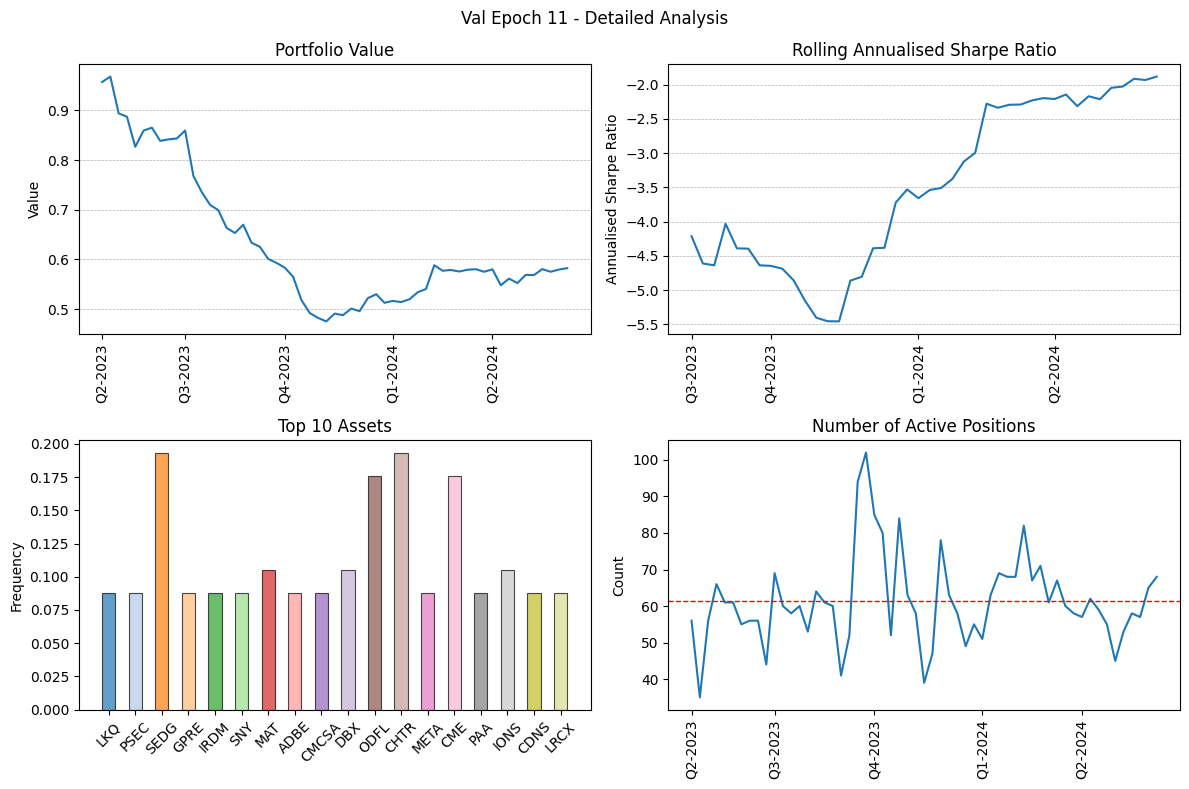 Val Epoch 11 - Detailed Analysis
Portfolio Value
Value
0.9
0.8
0.7
0.6
0.5
Q2-2023
Q3-2023
Q4-2023
Q1-2024
Q2-2024
Rolling Annualised Sharpe Ratio
Annualised Sharpe Ratio
−2.0
−2.5
−3.0
−3.5
−4.0
−4.5
−5.0
−5.5
Q3-2023
Q4-2023
Q1-2024
Q2-2024
Top 10 Assets
Frequency
0.200
0.175
0.150
0.125
0.100
0.075
0.050
0.025
0.000
LKQ
PSEC
SEDG
GPRE
IRDM
SNY
MAT
ADBE
CMCSA
DBX
ODFL
CHTR
META
CME
PAA
IONS
CDNS
LRCX
Number of Active Positions
Count
100
90
80
70
60
50
40
Q2-2023
Q3-2023
Q4-2023
Q1-2024
Q2-2024